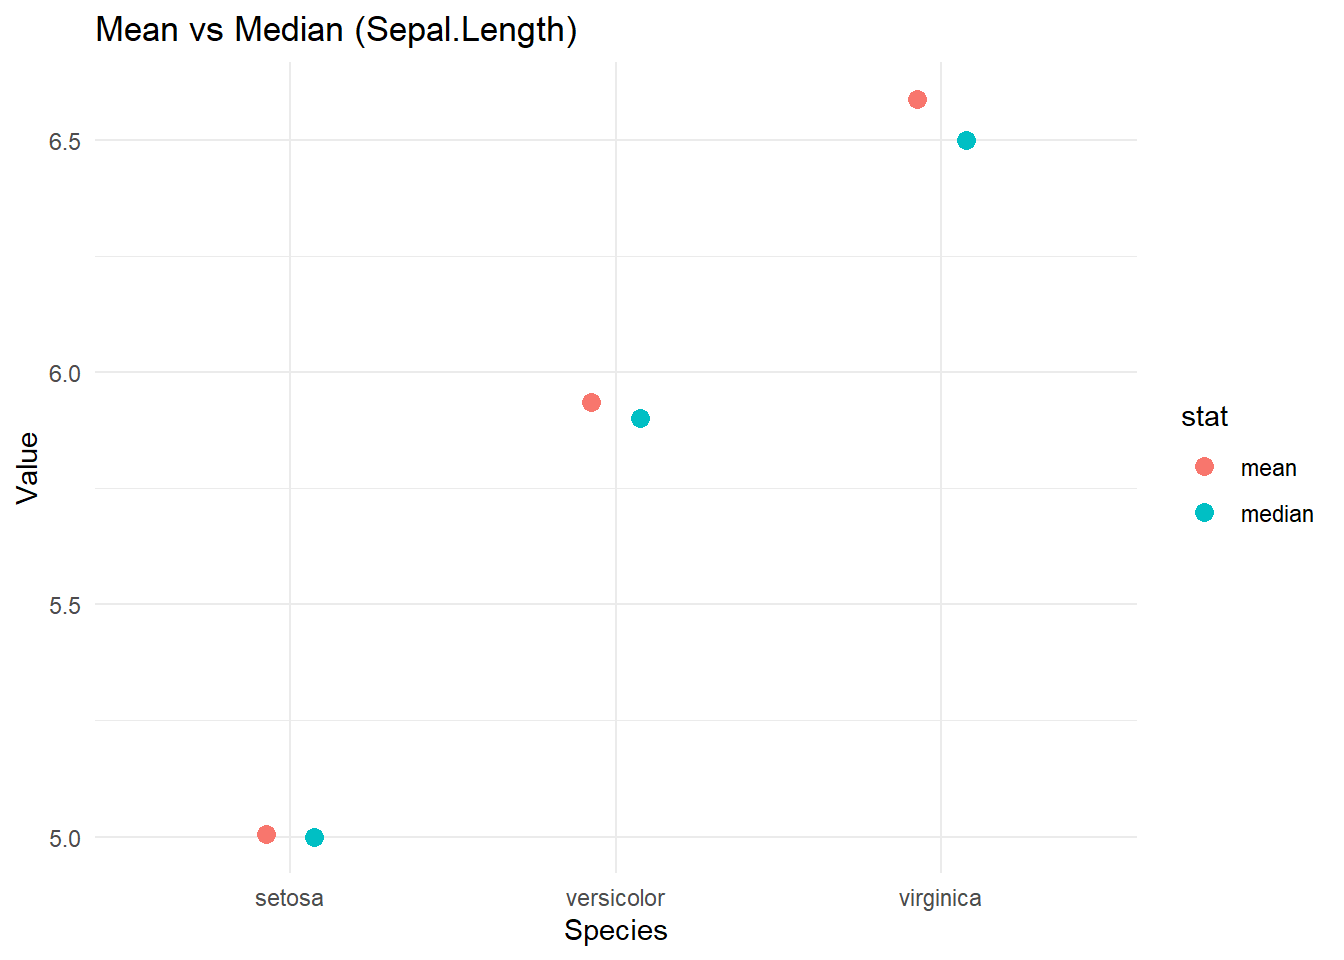 Mean vs Median (Sepal.Length)
6.5
6.0
5.5
5.0
Value
setosa versicolor virginica
Species
stat
mean
median